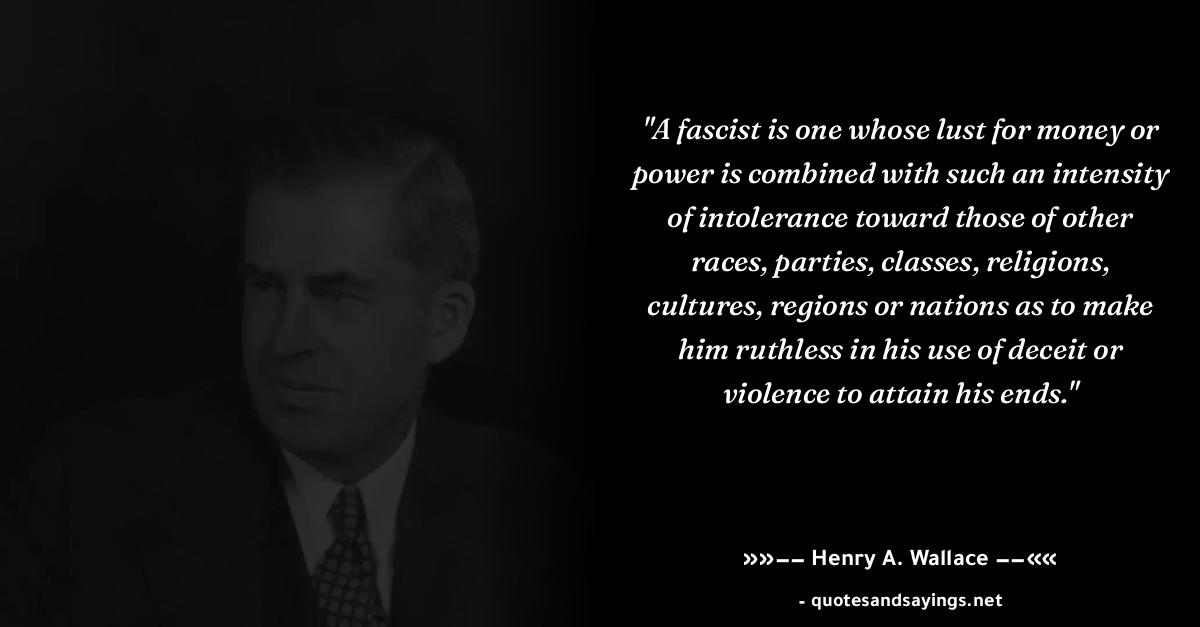 "A fascist is one whose lust for money or
power is combined with such an intensity
of intolerance toward those of other
races, parties, classes, religions,
cultures, regions or nations as to make
him ruthless in his use of deceit or
violence to attain his ends."
»»−− Henry A. Wallace −−««
- quotesandsayings.net